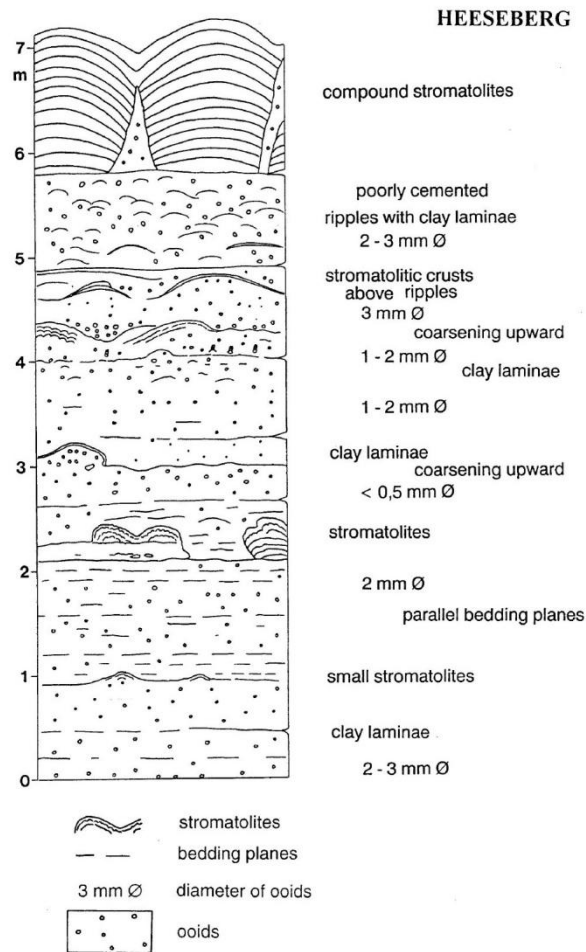 HEESEBERG
7
m
compound stromatolites
6
poorly cemented
ripples with clay laminae
2 - 3 mm Ø
5
stromatolitic crusts
above ripples
3 mm Ø
coarsening upward
4
1 - 2 mm Ø
clay laminae
1 - 2 mm Ø
clay laminae
3
coarsening upward
< 0,5 mm Ø
stromatolites
2
2 mm Ø
parallel bedding planes
1
small stromatolites
clay laminae
2 - 3 mm Ø
0
stromatolites
bedding planes
3 mm Ø diameter of ooids
ooids